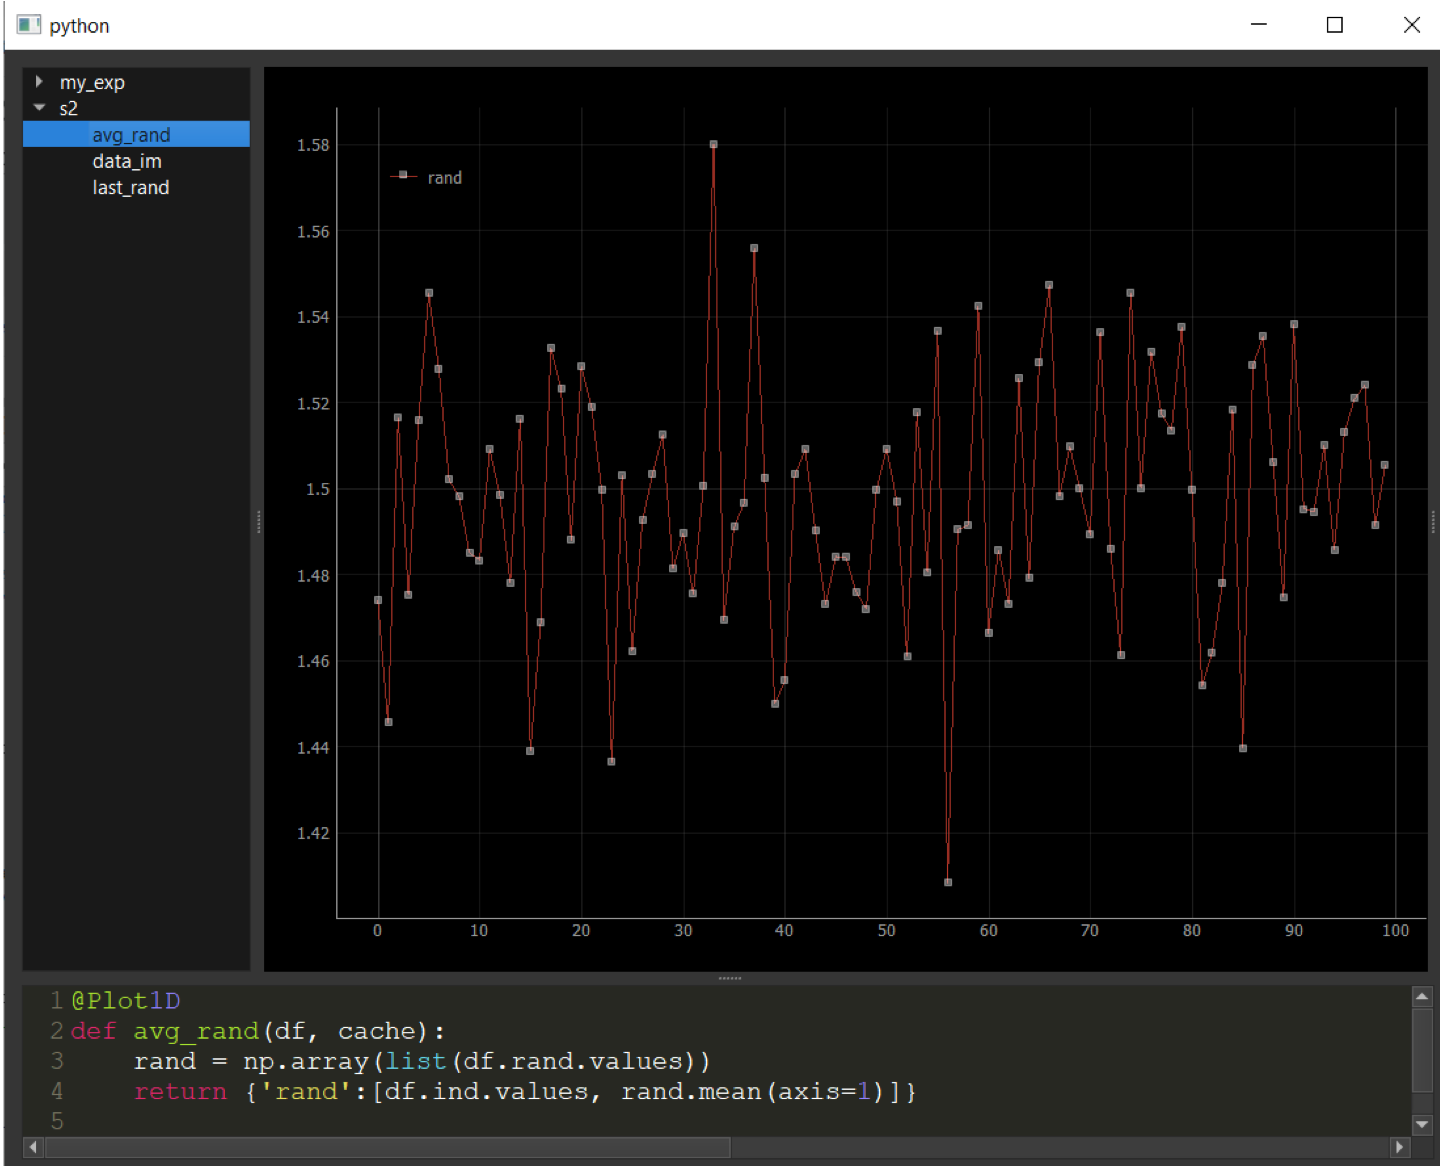 python
my_exp
s2
avg_rand
data_im
last_rand
rand
1.58
1.56
1.54
1.52
1.5
1.48
1.46
1.44
1.42
0 10 20 30 40 50 60 70 80 90 100
1 @Plot1D
2 def avg_rand(df, cache):
3     rand = np.array(list(df.rand.values))
4     return {'rand':[df.ind.values, rand.mean(axis=1)]}
5